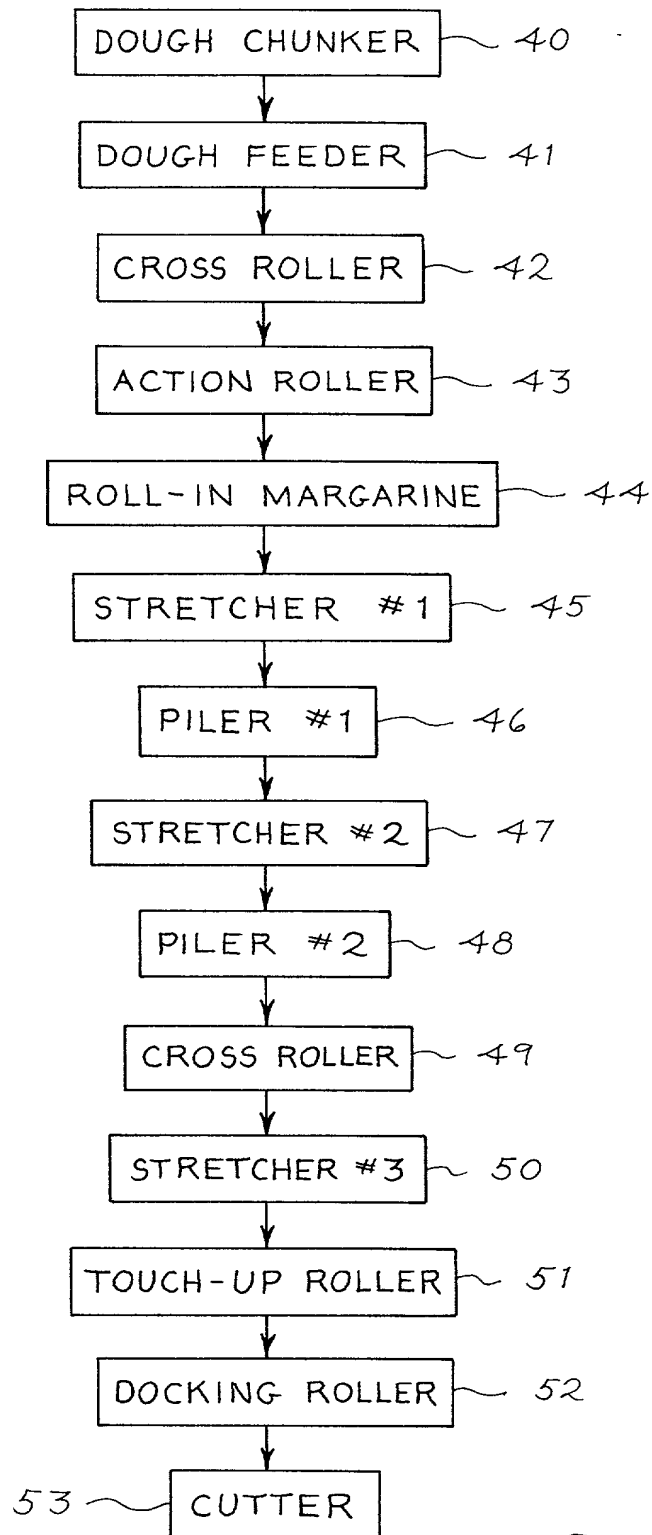 DOUGH CHUNKER 40
DOUGH FEEDER 41
CROSS ROLLER 42
ACTION ROLLER 43
ROLL-IN MARGARINE 44
STRETCHER #1 45
PILER #1 46
STRETCHER #2 47
PILER #2 48
CROSS ROLLER 49
STRETCHER #3 50
TOUCH-UP ROLLER 51
DOCKING ROLLER 52
53 CUTTER